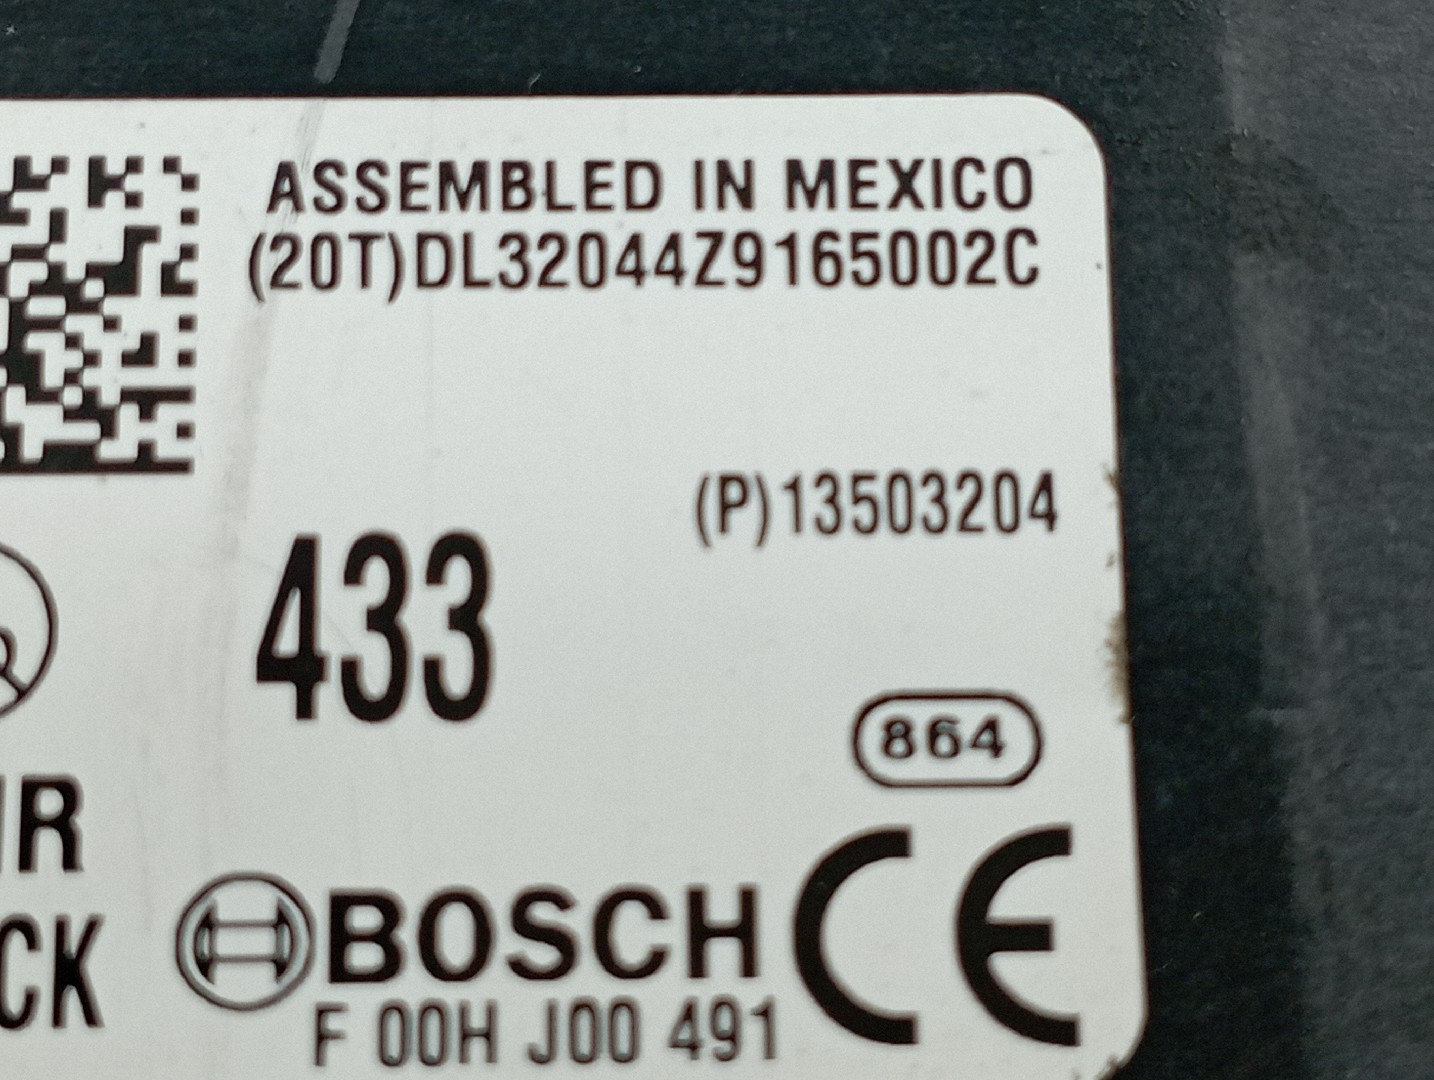 ASSEMBLED IN MEXICO
(20T)DL32044Z9165002C
(P)13503204
433
864
BOSCH CE
F 00H J00 491